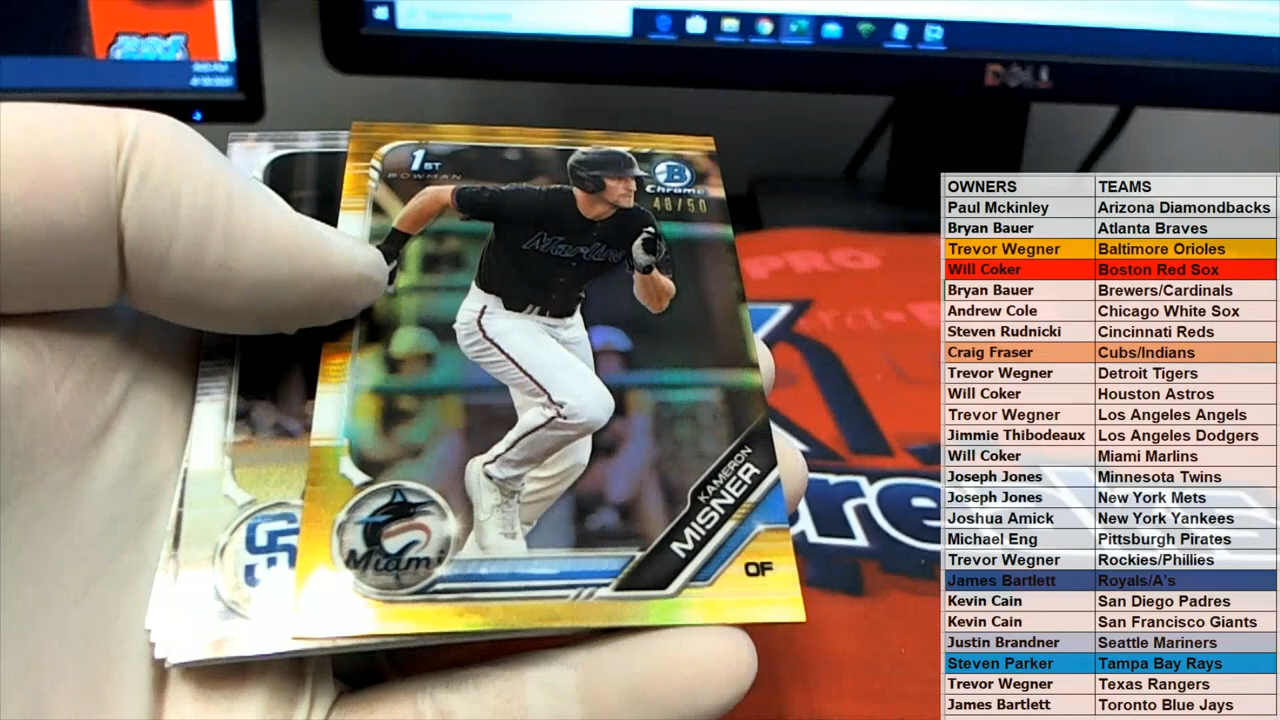 DELL
1ST
BOWMAN
B
Chrome
48/50
Marlins
KAMERON
MISNER
Miami
OF
SD
PRO
OWNERS TEAMS
Paul Mckinley Arizona Diamondbacks
Bryan Bauer Atlanta Braves
Trevor Wegner Baltimore Orioles
Will Coker Boston Red Sox
Bryan Bauer Brewers/Cardinals
Andrew Cole Chicago White Sox
Steven Rudnicki Cincinnati Reds
Craig Fraser Cubs/Indians
Trevor Wegner Detroit Tigers
Will Coker Houston Astros
Trevor Wegner Los Angeles Angels
Jimmie Thibodeaux Los Angeles Dodgers
Will Coker Miami Marlins
Joseph Jones Minnesota Twins
Joseph Jones New York Mets
Joshua Amick New York Yankees
Michael Eng Pittsburgh Pirates
Trevor Wegner Rockies/Phillies
James Bartlett Royals/A's
Kevin Cain San Diego Padres
Kevin Cain San Francisco Giants
Justin Brandner Seattle Mariners
Steven Parker Tampa Bay Rays
Trevor Wegner Texas Rangers
James Bartlett Toronto Blue Jays